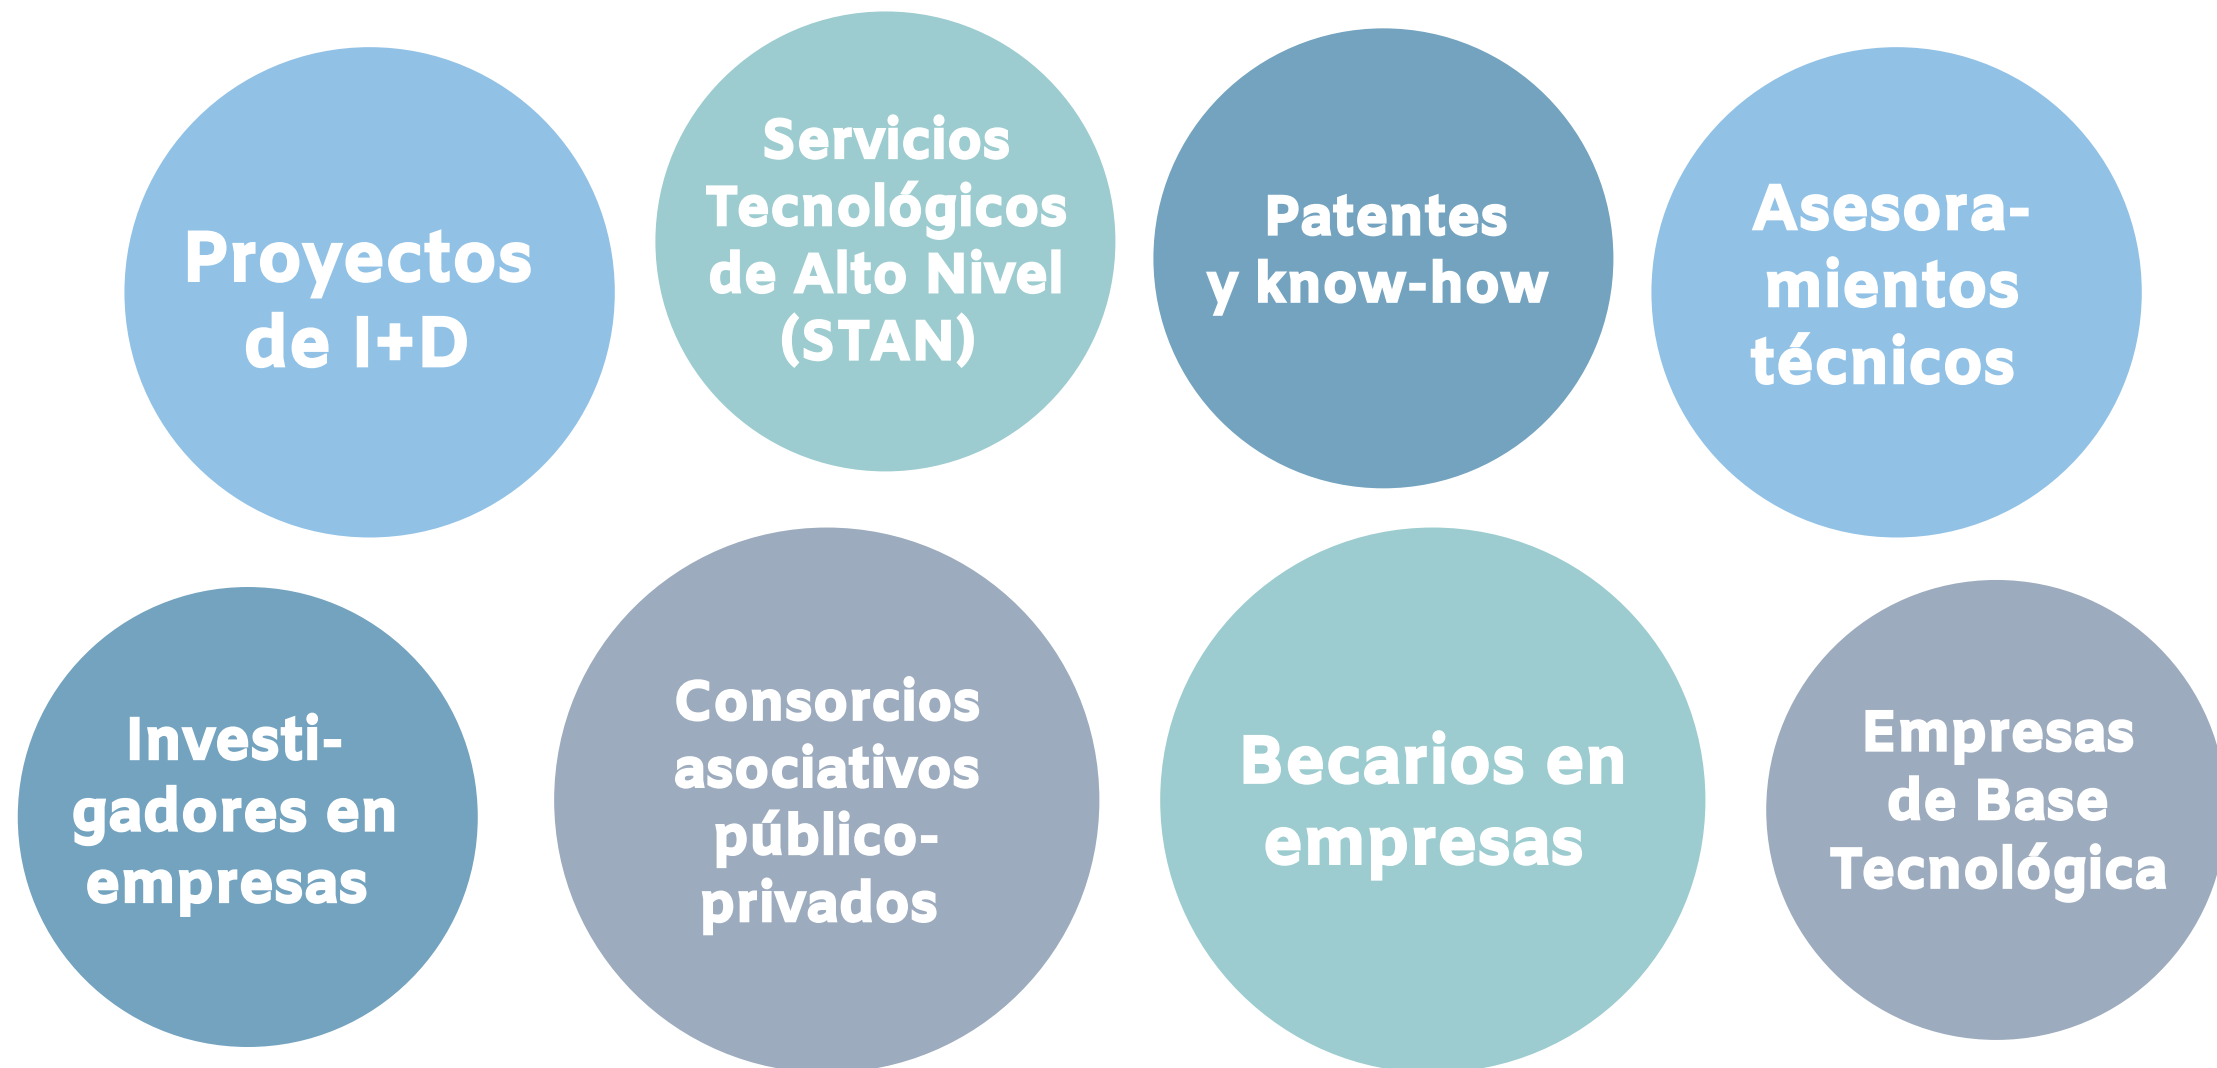 Proyectos
de I+D
Servicios
Tecnológicos
de Alto Nivel
(STAN)
Patentes
y know-how
Asesora-
mientos
técnicos
Investi-
gadores en
empresas
Consorcios
asociativos
público-
privados
Becarios en
empresas
Empresas
de Base
Tecnológica